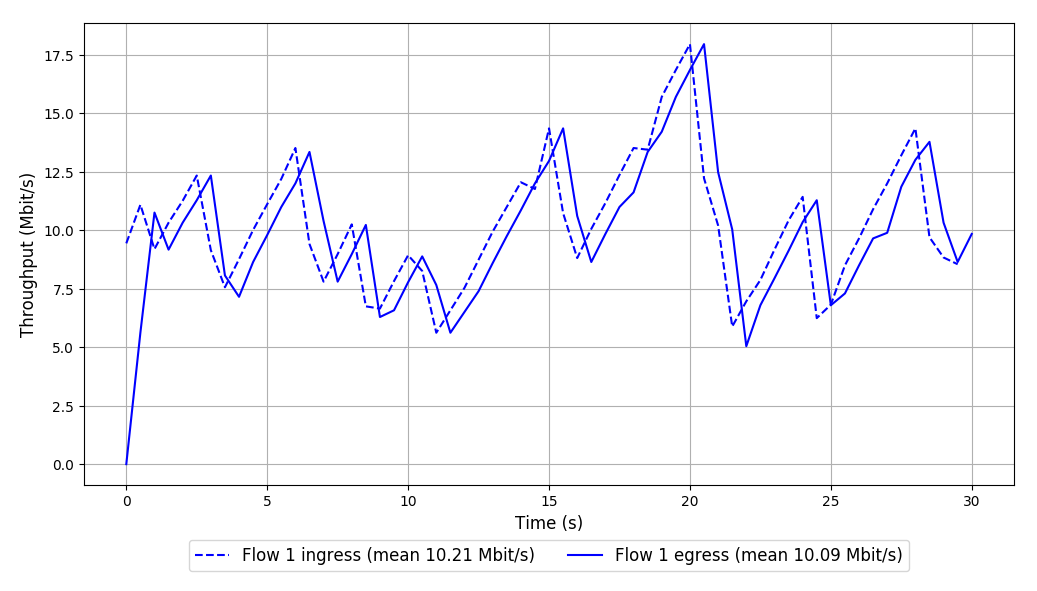 17.5
15.0
12.5
10.0
7.5
5.0
2.5
0.0
Throughput (Mbit/s)
0 5 10 15 20 25 30
Time (s)
Flow 1 ingress (mean 10.21 Mbit/s) Flow 1 egress (mean 10.09 Mbit/s)